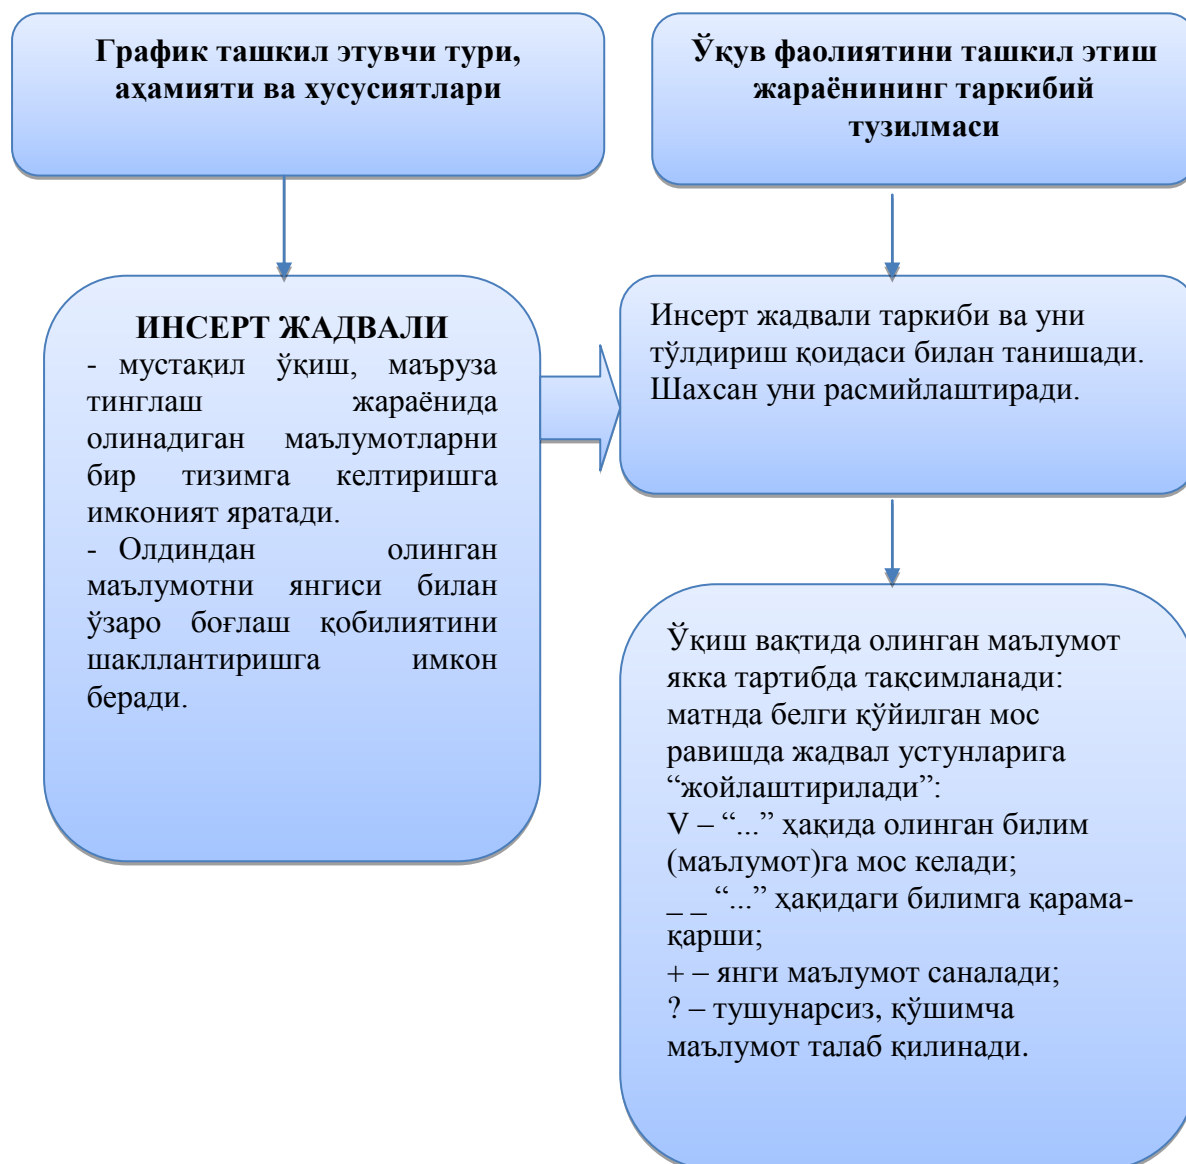 График ташкил этувчи тури,
аҳамияти ва хусусиятлари
Ўқув фаолиятини ташкил этиш
жараёнининг таркибий
тузилмаси
ИНСЕРТ ЖАДВАЛИ
- мустақил ўқиш, маъруза
тинглаш жараёнида
олинадиган маълумотларни
бир тизимга келтиришга
имконият яратади.
- Олдиндан олинган
маълумотни янгиси билан
ўзаро боғлаш қобилиятини
шакллантиришга имкон
беради.
Инсерт жадвали таркиби ва уни
тўлдириш қоидаси билан танишади.
Шахсан уни расмийлаштиради.
Ўқиш вақтида олинган маълумот
якка тартибда тақсимланади:
матнда белги қўйилган мос
равишда жадвал устунларига
“жойлаштирилади”:
V – “...” ҳақида олинган билим
(маълумот)га мос келади;
_ _ “...” ҳақидаги билимга қарама-
қарши;
+ – янги маълумот саналади;
? – тушунарсиз, қўшимча
маълумот талаб қилинади.